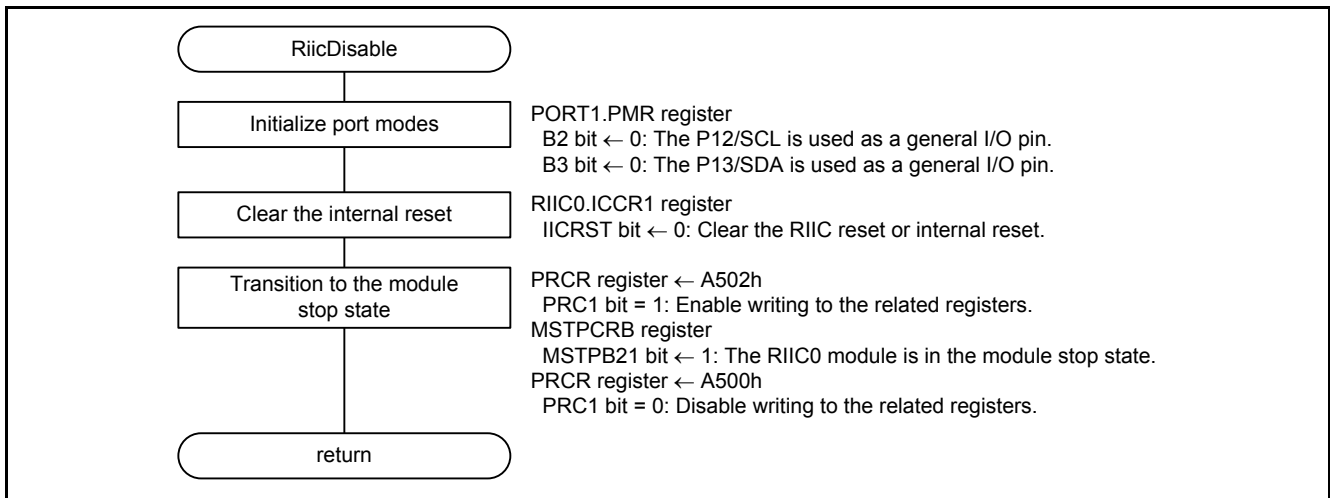 RiicDisable
Initialize port modes
PORT1.PMR register
B2 bit ← 0: The P12/SCL is used as a general I/O pin.
B3 bit ← 0: The P13/SDA is used as a general I/O pin.
Clear the internal reset
RIIC0.ICCR1 register
IICRST bit ← 0: Clear the RIIC reset or internal reset.
Transition to the module
stop state
PRCR register ← A502h
PRC1 bit = 1: Enable writing to the related registers.
MSTPCRB register
MSTPB21 bit ← 1: The RIIC0 module is in the module stop state.
PRCR register ← A500h
PRC1 bit = 0: Disable writing to the related registers.
return